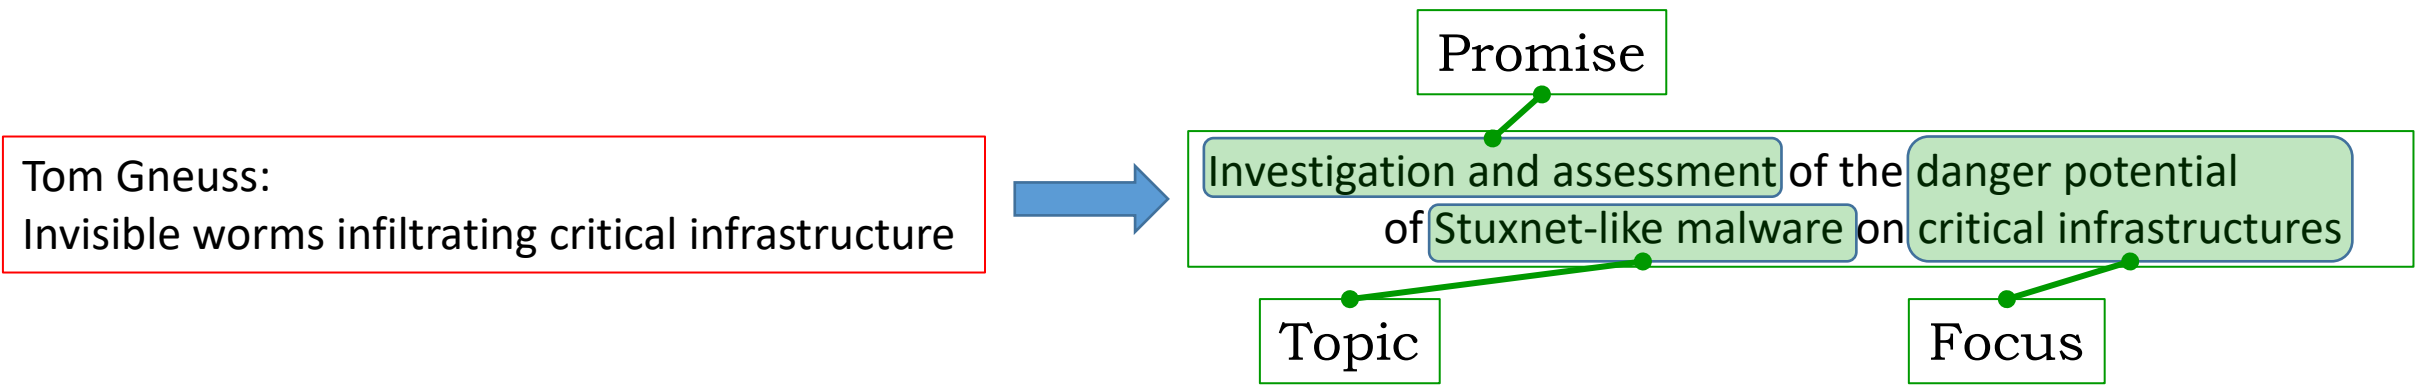 Promise
Tom Gneuss:
Invisible worms infiltrating critical infrastructure
Investigation and assessment of the danger potential
of Stuxnet-like malware on critical infrastructures
Topic
Focus